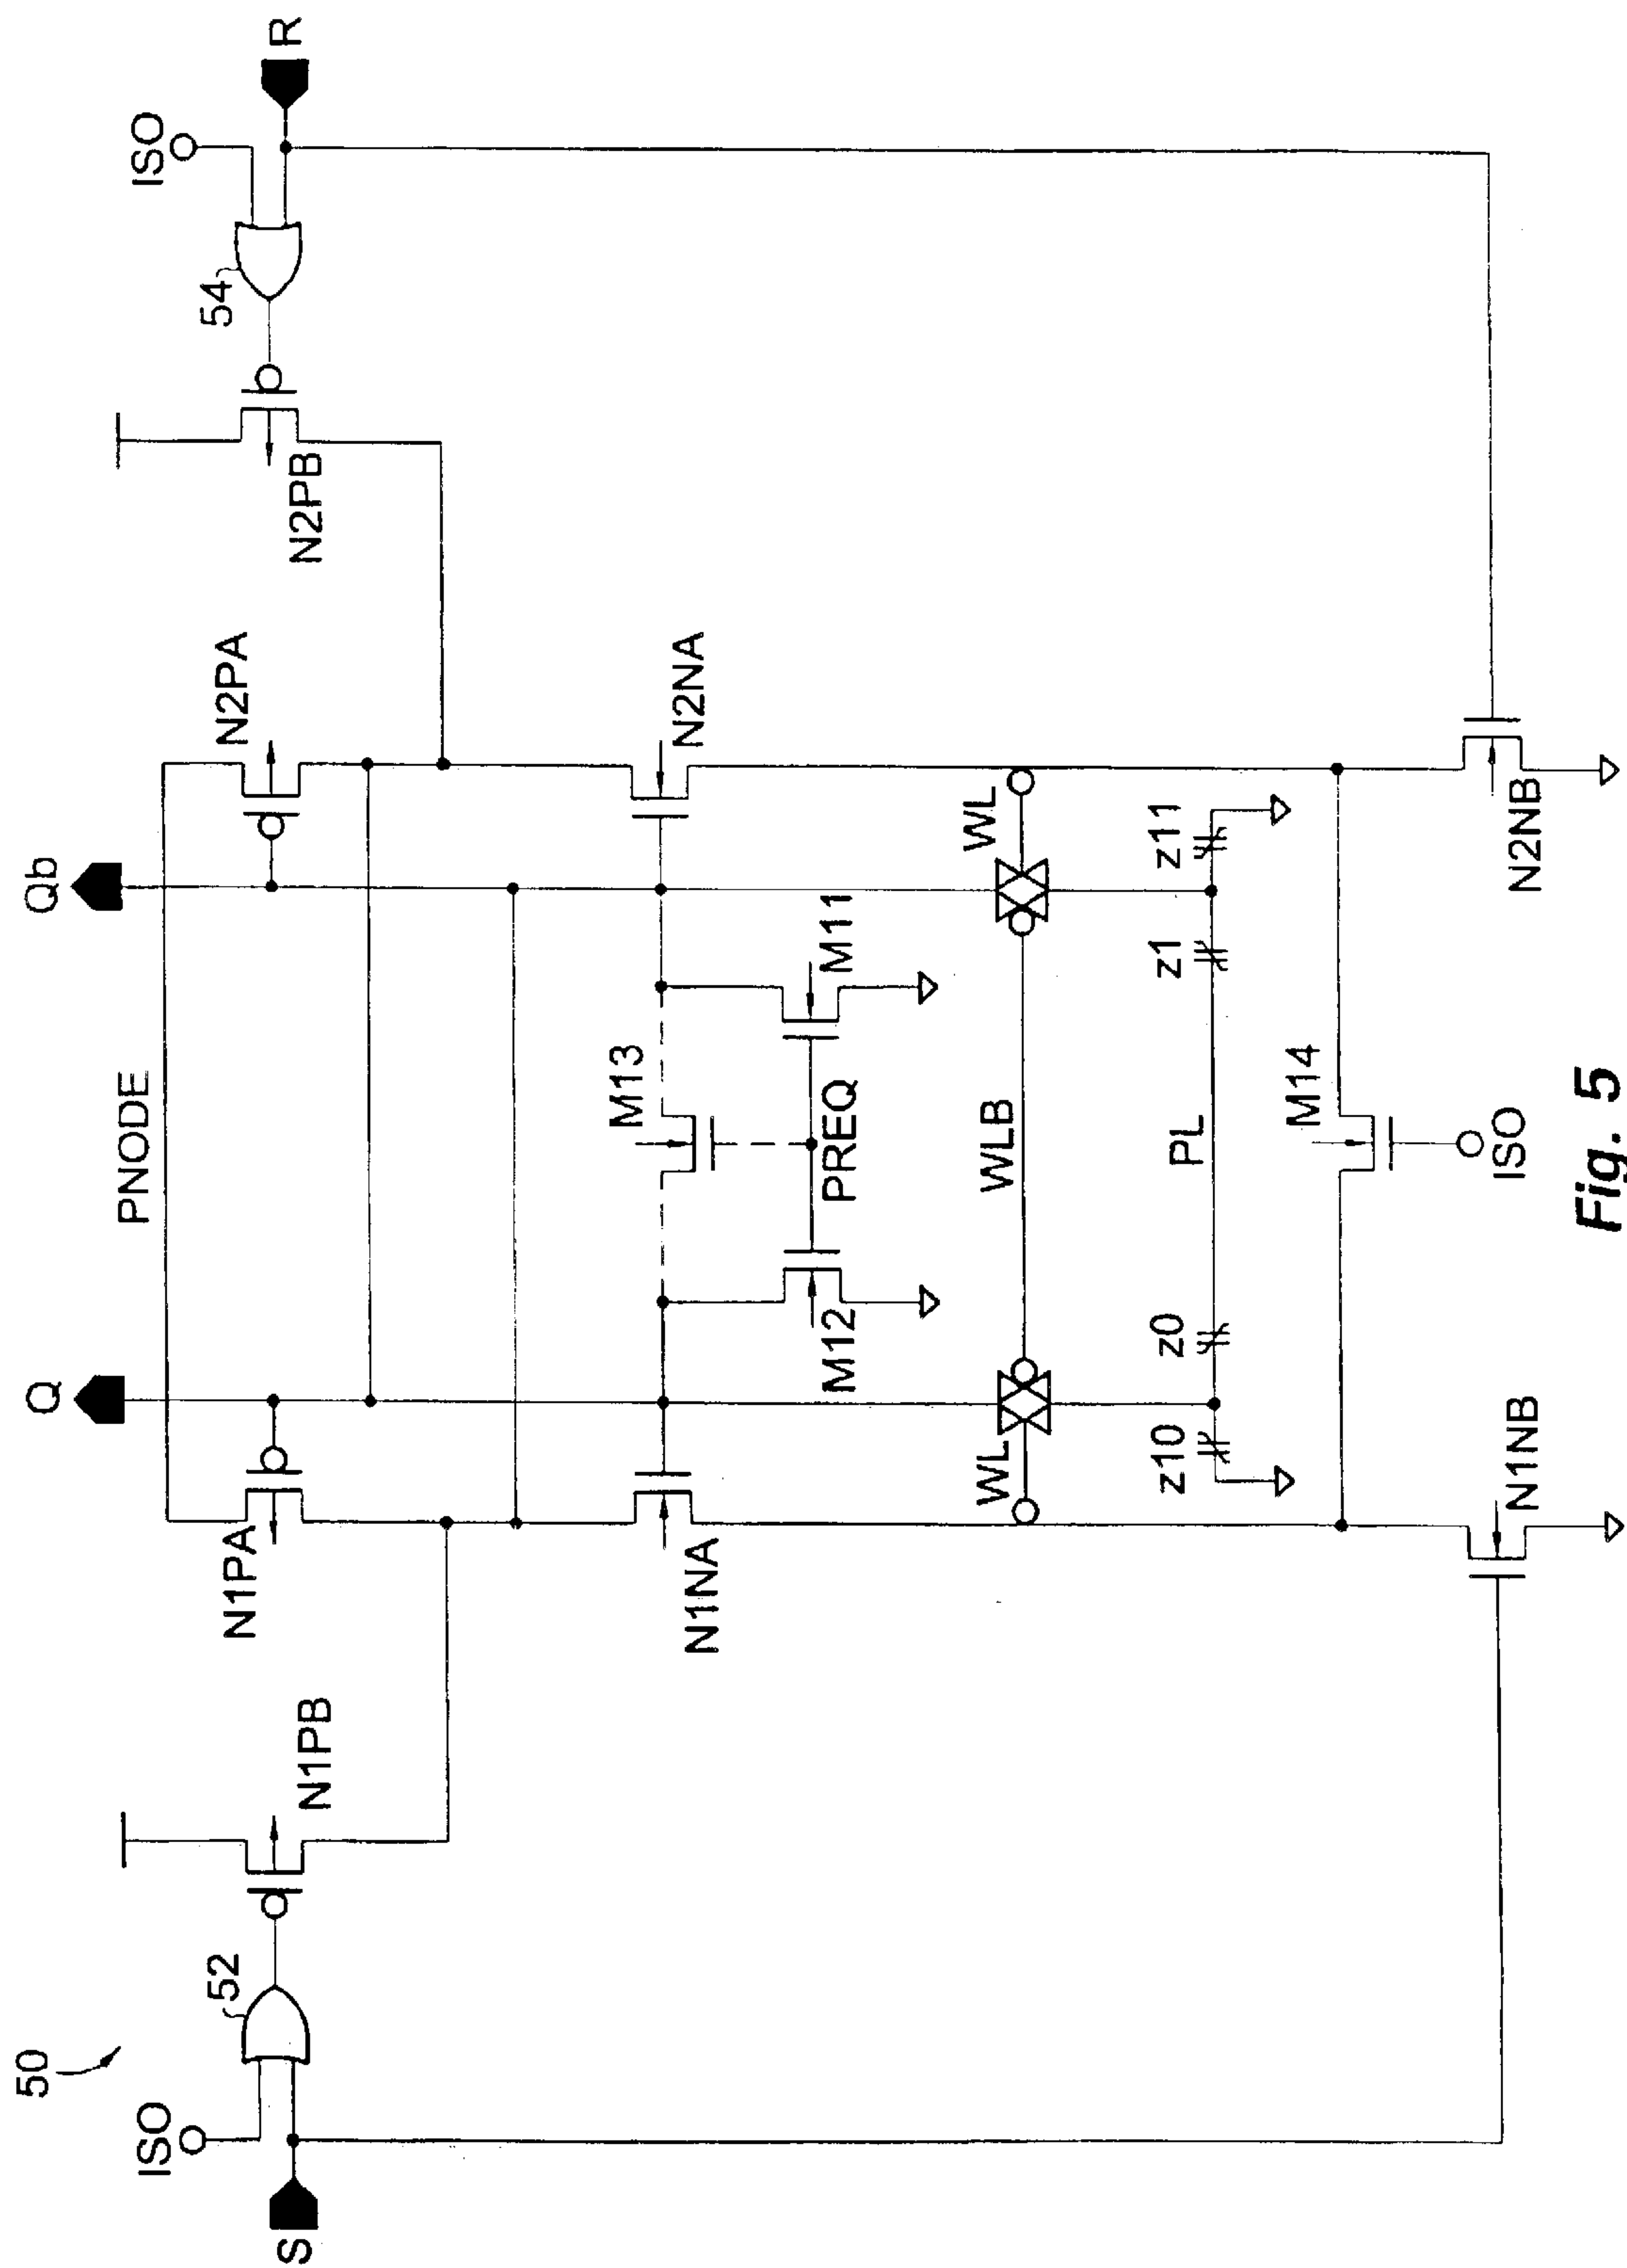 50
ISO
S
52
N1PB
N1PA
Q
PNODE
Qb
N2PA
N2PB
54
ISO
R
N1NA
M12
M13
PREQ
M11
N2NA
WL
WLB
WL
z10
z0
PL
z1
z11
N1NB
M14
ISO
N2NB
Fig. 5